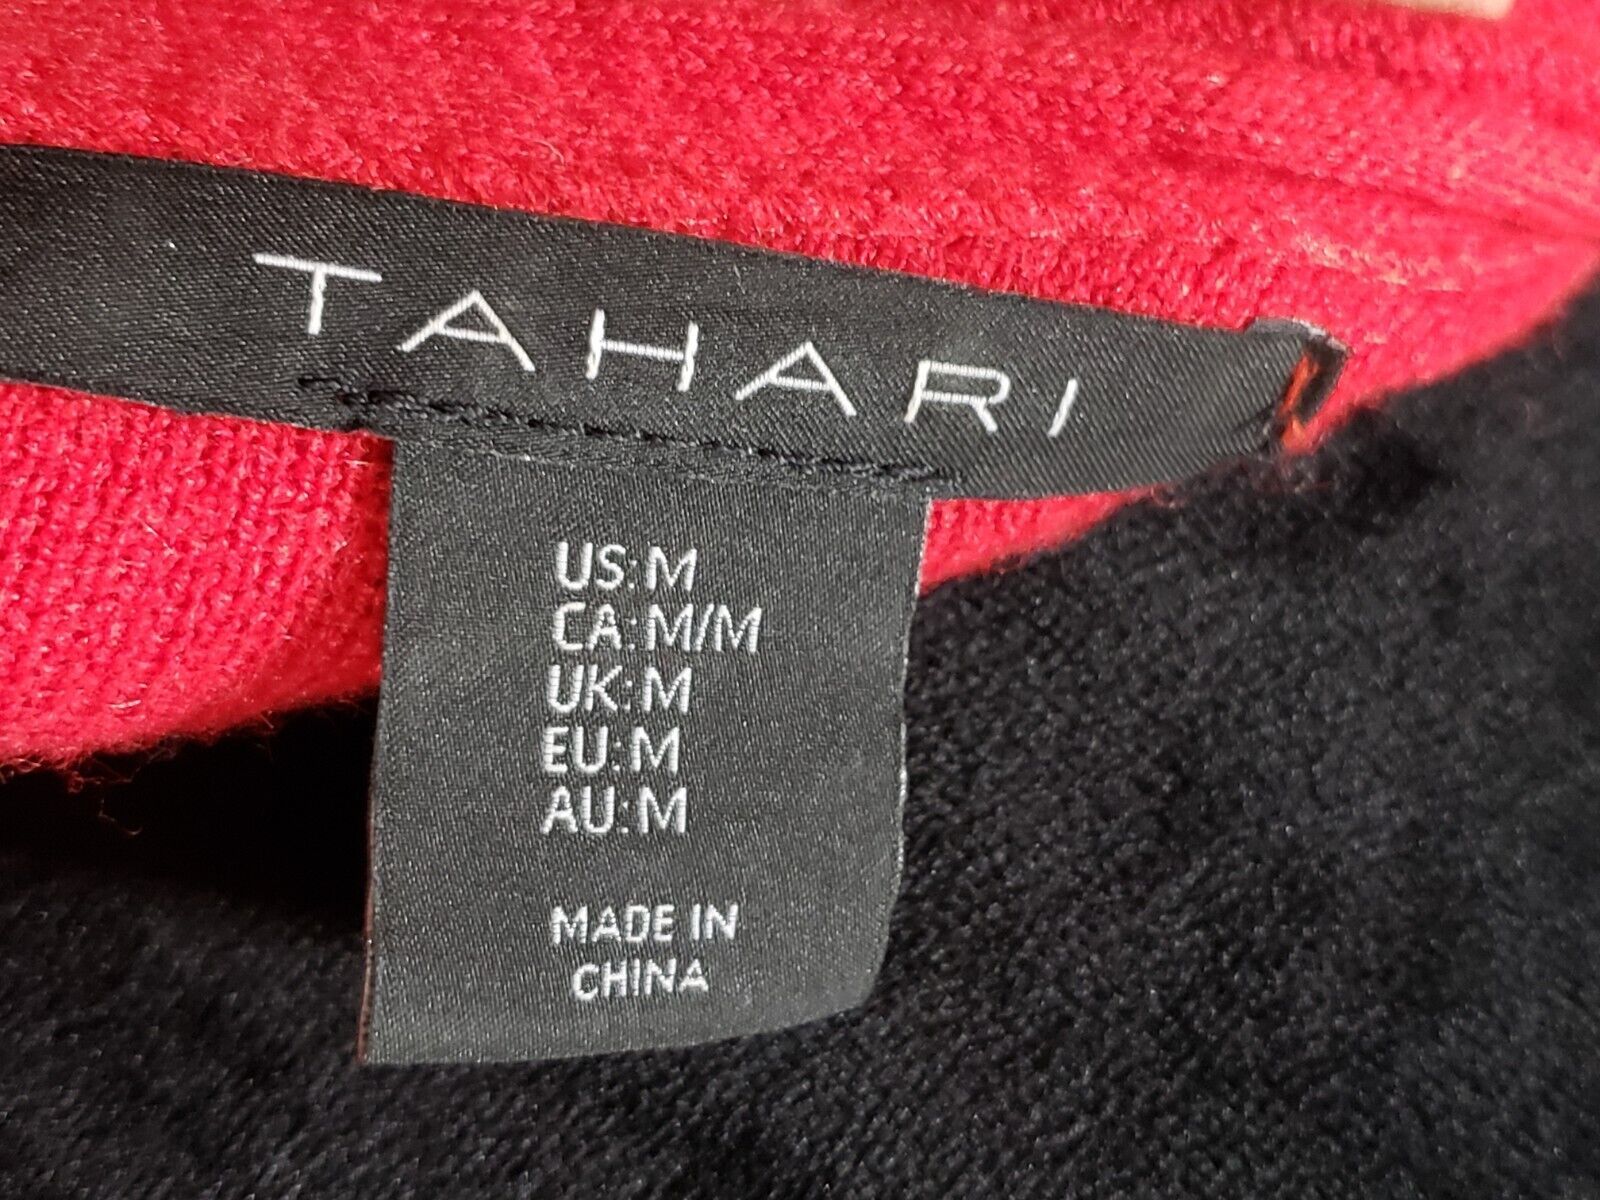 TAHARI
US: M
CA: M/M
UK: M
EU: M
AU: M
MADE IN
CHINA